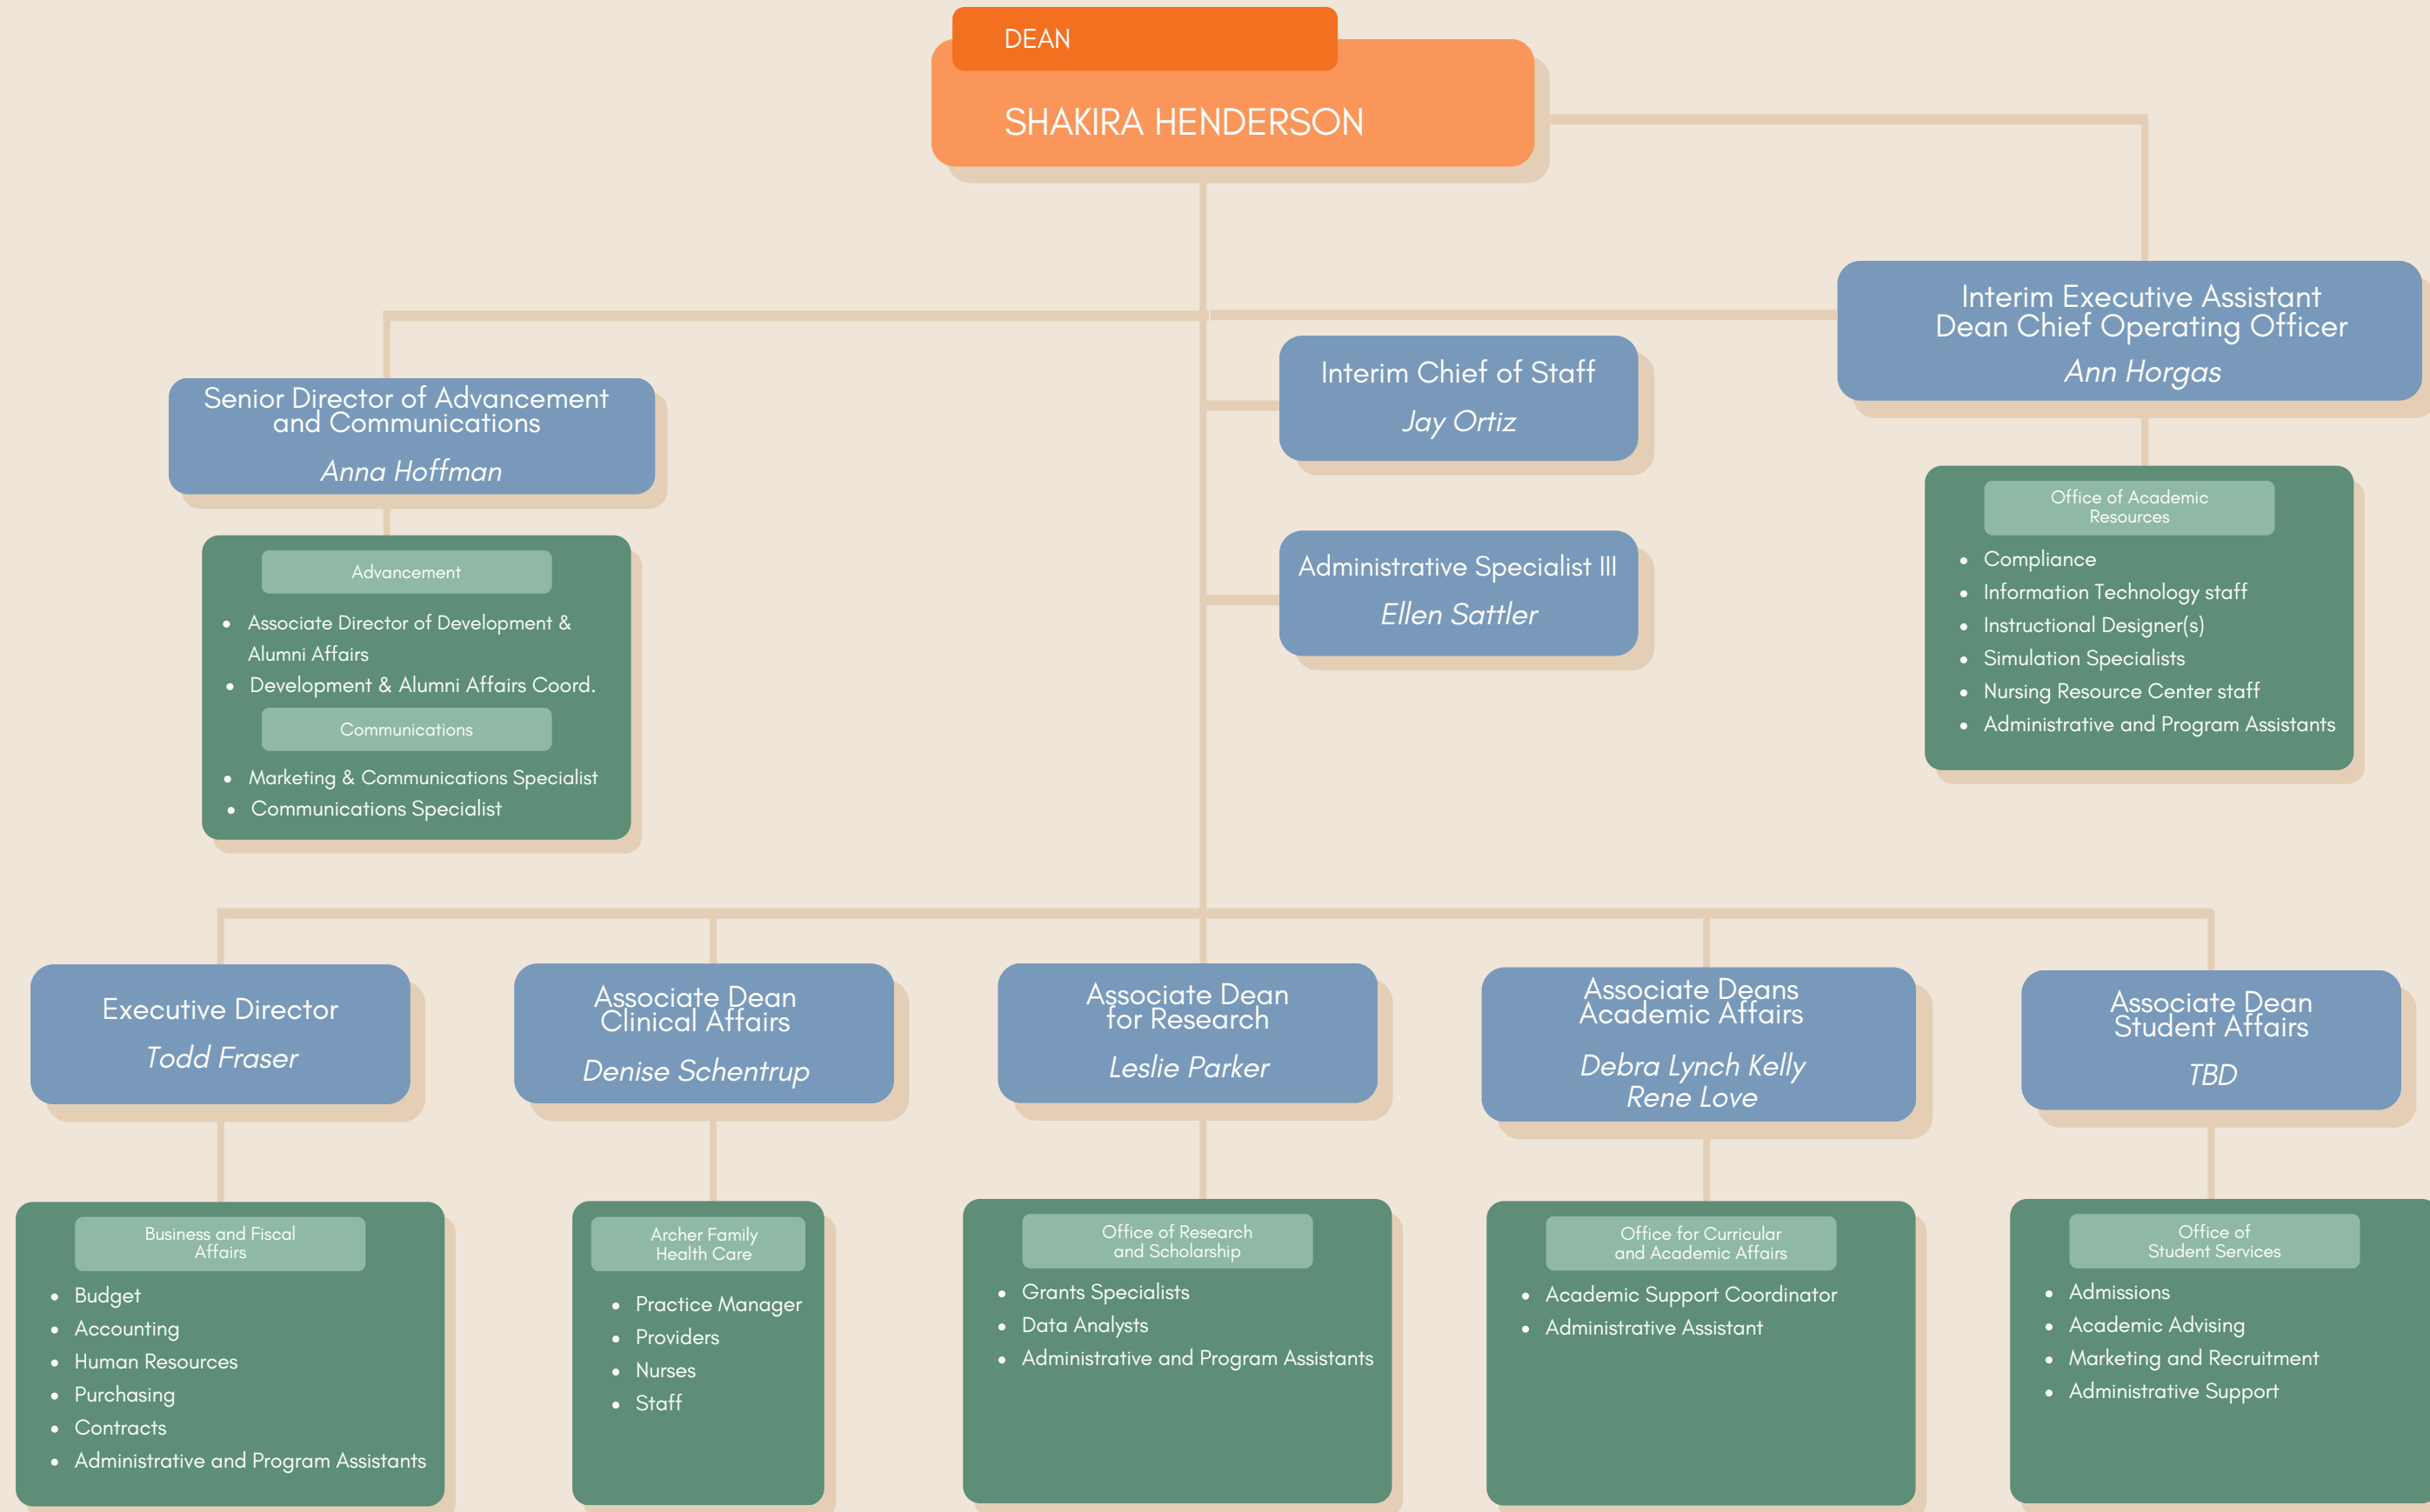 DEAN
SHAKIRA HENDERSON
Interim Executive Assistant
Dean Chief Operating Officer
Ann Horgas
Interim Chief of Staff
Jay Ortiz
Senior Director of Advancement
and Communications
Anna Hoffman
Administrative Specialist III
Ellen Sattler
Office of Academic
Resources
• Compliance
• Information Technology staff
• Instructional Designer(s)
• Simulation Specialists
• Nursing Resource Center staff
• Administrative and Program Assistants
Advancement
• Associate Director of Development &
Alumni Affairs
• Development & Alumni Affairs Coord.
Communications
• Marketing & Communications Specialist
• Communications Specialist
Executive Director
Todd Fraser
Associate Dean
Clinical Affairs
Denise Schentrup
Associate Dean
for Research
Leslie Parker
Associate Deans
Academic Affairs
Debra Lynch Kelly
Rene Love
Associate Dean
Student Affairs
TBD
Business and Fiscal
Affairs
• Budget
• Accounting
• Human Resources
• Purchasing
• Contracts
• Administrative and Program Assistants
Archer Family
Health Care
• Practice Manager
• Providers
• Nurses
• Staff
Office of Research
and Scholarship
• Grants Specialists
• Data Analysts
• Administrative and Program Assistants
Office for Curricular
and Academic Affairs
• Academic Support Coordinator
• Administrative Assistant
Office of
Student Services
• Admissions
• Academic Advising
• Marketing and Recruitment
• Administrative Support